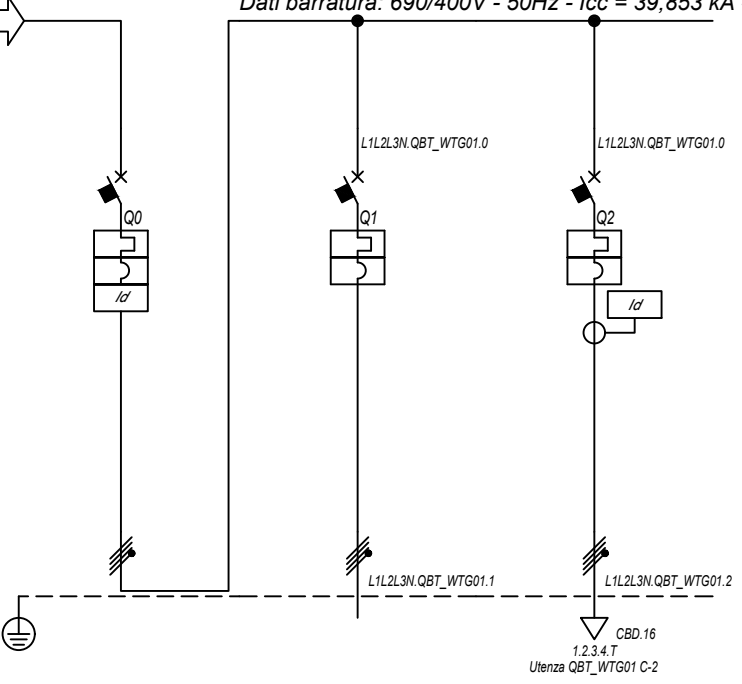 Dati barratura: 690/400V - 50Hz - Icc = 39,853 kA
L1L2L3N.QBT_WTG01.0
L1L2L3N.QBT_WTG01.0
Q0
Q1
Q2
Id
Id
L1L2L3N.QBT_WTG01.1
L1L2L3N.QBT_WTG01.2
CBD.16
1.2.3.4.T
Utenza QBT_WTG01 C-2